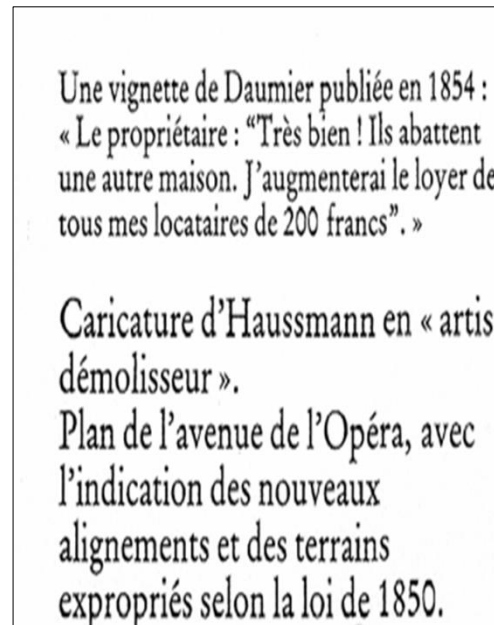 Une vignette de Daumier publiée en 1854 :
« Le propriétaire : “Très bien ! Ils abattent
une autre maison. J’augmenterai le loyer de
tous mes locataires de 200 francs”. »
Caricature d’Haussmann en « artis
démolisseur ».
Plan de l’avenue de l’Opéra, avec
l’indication des nouveaux
alignements et des terrains
expropriés selon la loi de 1850.